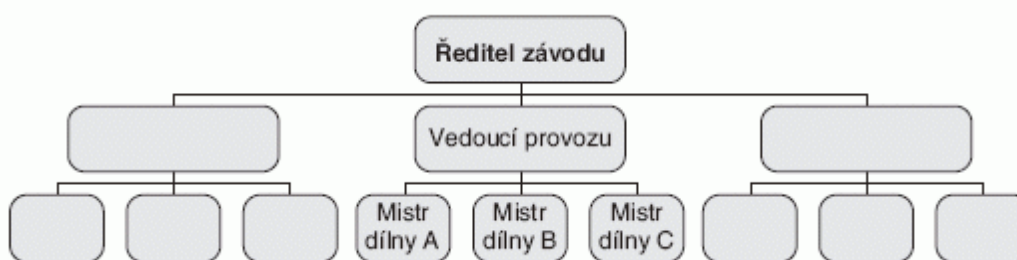 Ředitel závodu
Vedoucí provozu
Mistr
dílny A
Mistr
dílny B
Mistr
dílny C